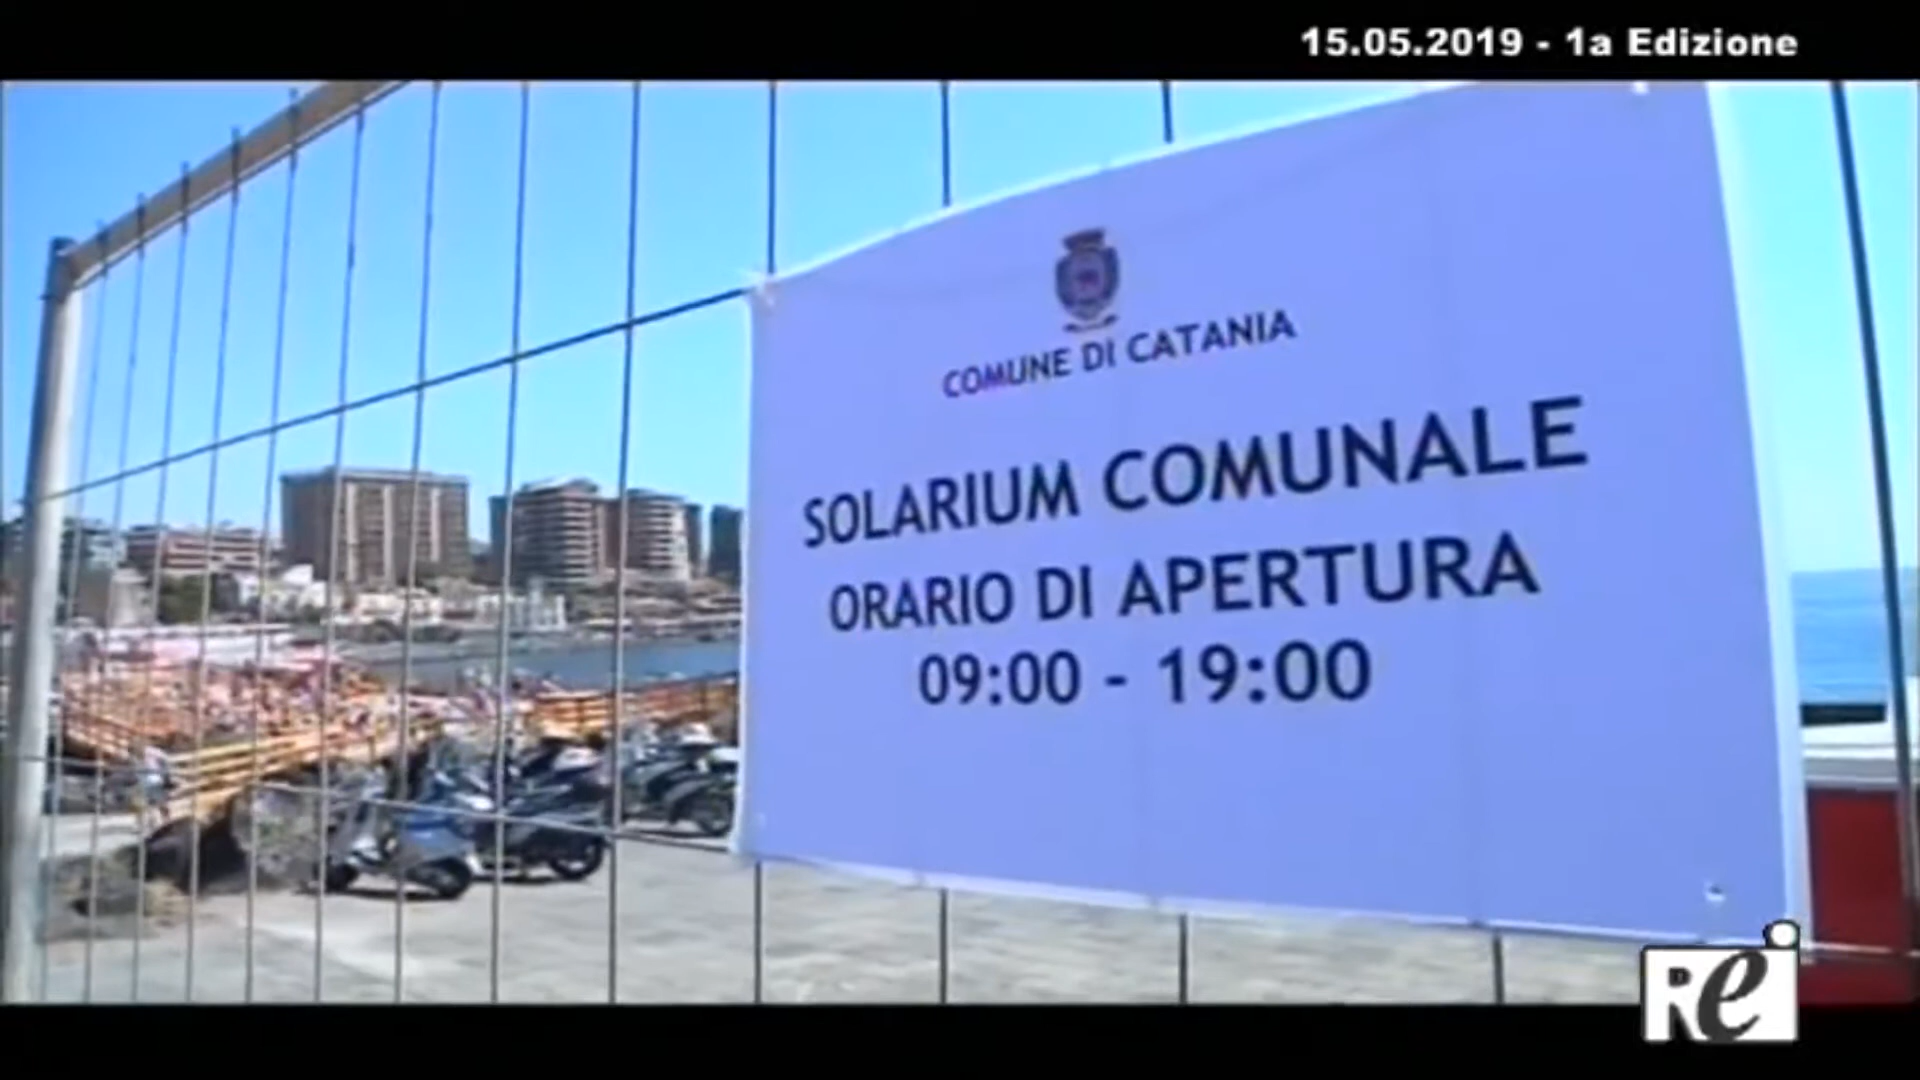 15.05.2019 - 1a Edizione
COMUNE DI CATANIA
SOLARIUM COMUNALE
ORARIO DI APERTURA
09:00 - 19:00
Rei